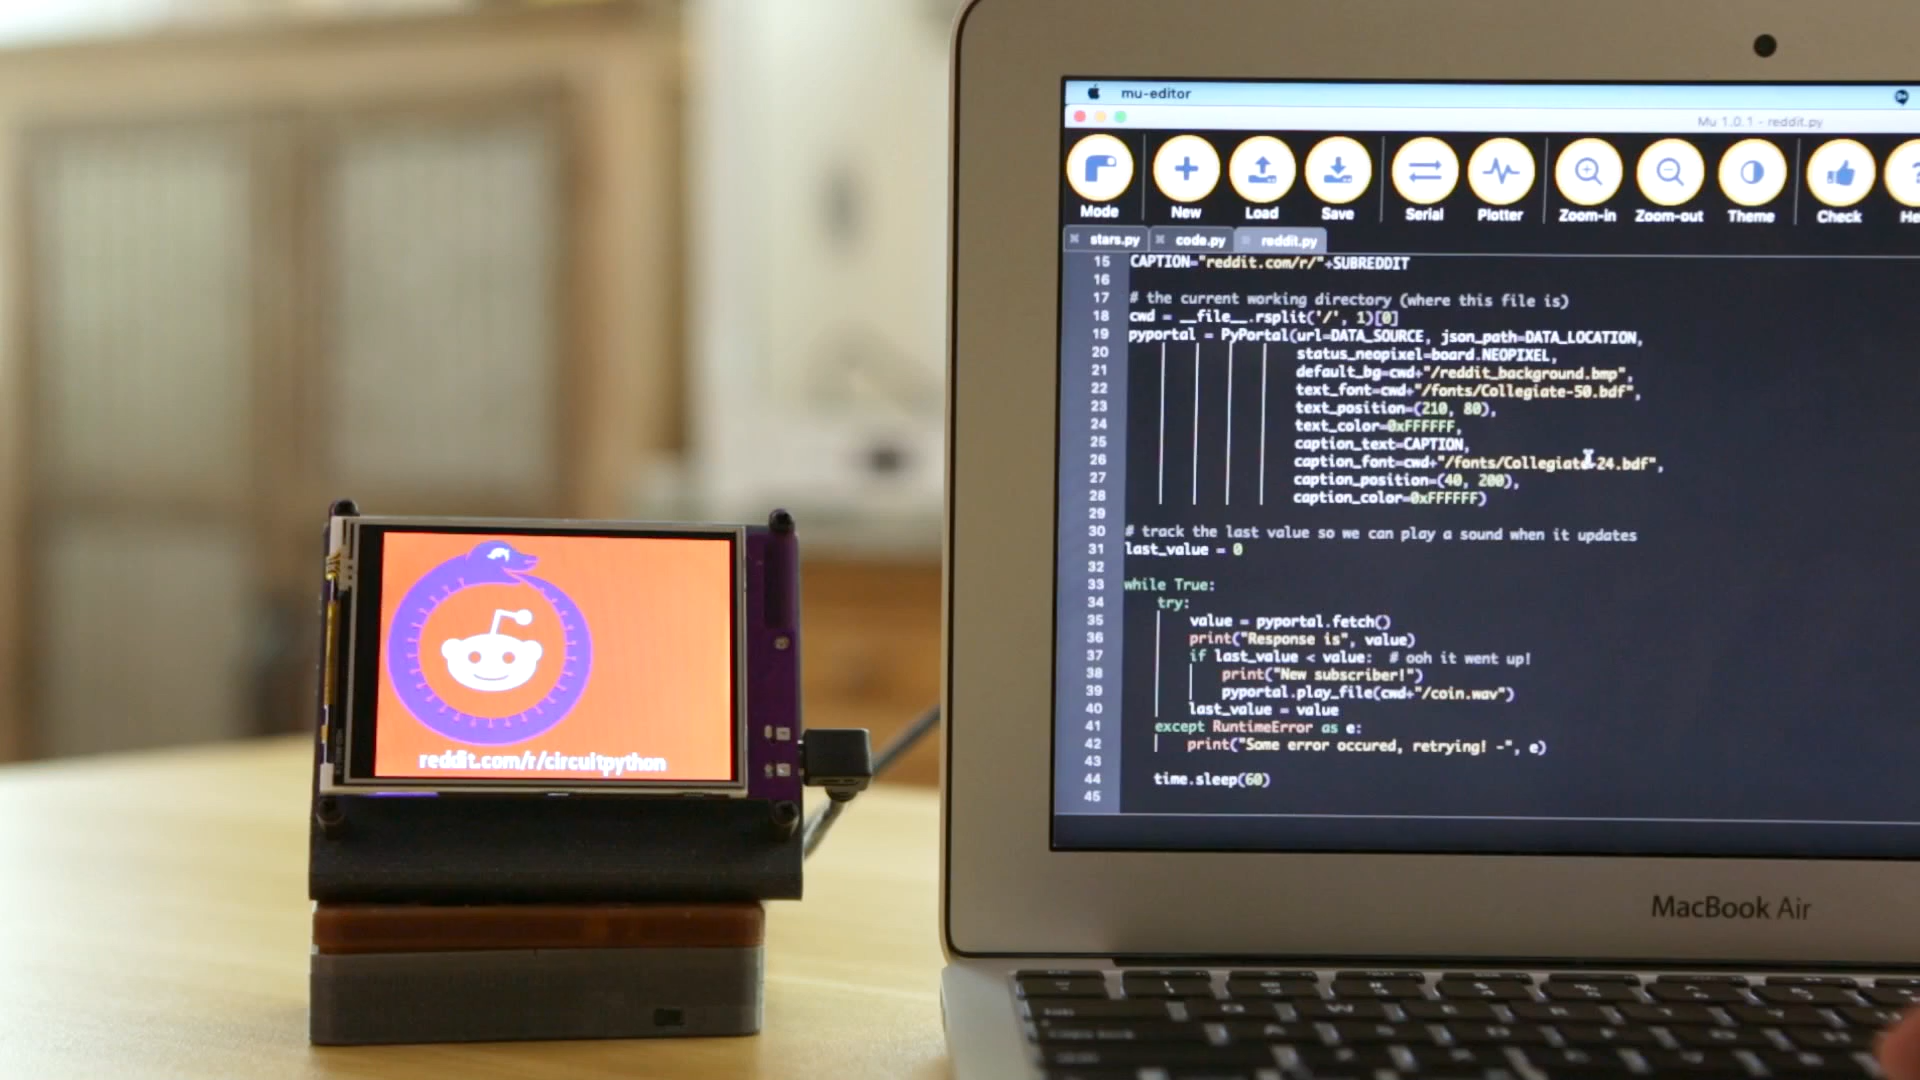 reddit.com/r/circuitpython
mu-editor
Mu 1.0.1 - reddit.py
Mode New Load Save Serial Plotter Zoom-in Zoom-out Theme Check
stars.py code.py reddit.py
15 CAPTION="reddit.com/r/"+SUBREDDIT
16
17 # the current working directory (where this file is)
18 cwd = __file__.rsplit('/', 1)[0]
19 pyportal = PyPortal(url=DATA_SOURCE, json_path=DATA_LOCATION,
20 status_neopixel=board.NEOPIXEL,
21 default_bg=cwd+"/reddit_background.bmp",
22 text_font=cwd+"/fonts/Collegiate-50.bdf",
23 text_position=(210, 80),
24 text_color=0xFFFFFF,
25 caption_text=CAPTION,
26 caption_font=cwd+"/fonts/Collegiate-24.bdf",
27 caption_position=(40, 200),
28 caption_color=0xFFFFFF)
29
30 # track the last value so we can play a sound when it updates
31 last_value = 0
32
33 while True:
34 try:
35 value = pyportal.fetch()
36 print("Response is", value)
37 if last_value < value: # ooh it went up!
38 print("New subscriber!")
39 pyportal.play_file(cwd+"/coin.wav")
40 last_value = value
41 except RuntimeError as e:
42 print("Some error occured, retrying! -", e)
43
44 time.sleep(60)
45
MacBook Air